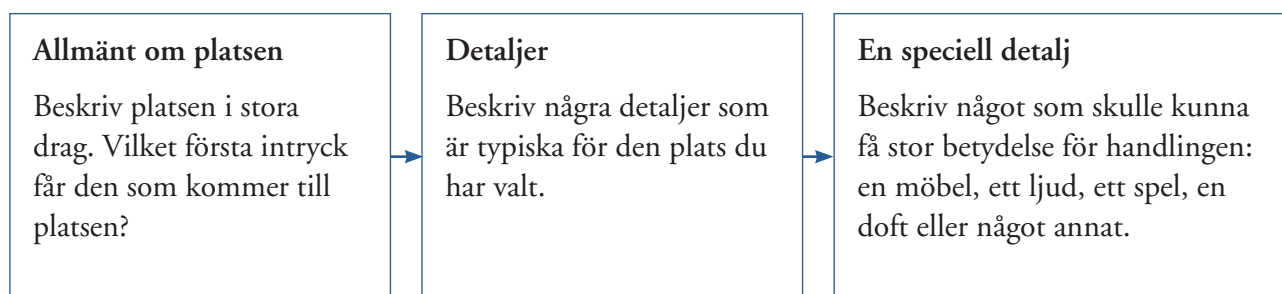 Allmänt om platsen
Beskriv platsen i stora
drag. Vilket första intryck
får den som kommer till
platsen?
Detaljer
Beskriv några detaljer som
är typiska för den plats du
har valt.
En speciell detalj
Beskriv något som skulle kunna
få stor betydelse för handlingen:
en möbel, ett ljud, ett spel, en
doft eller något annat.